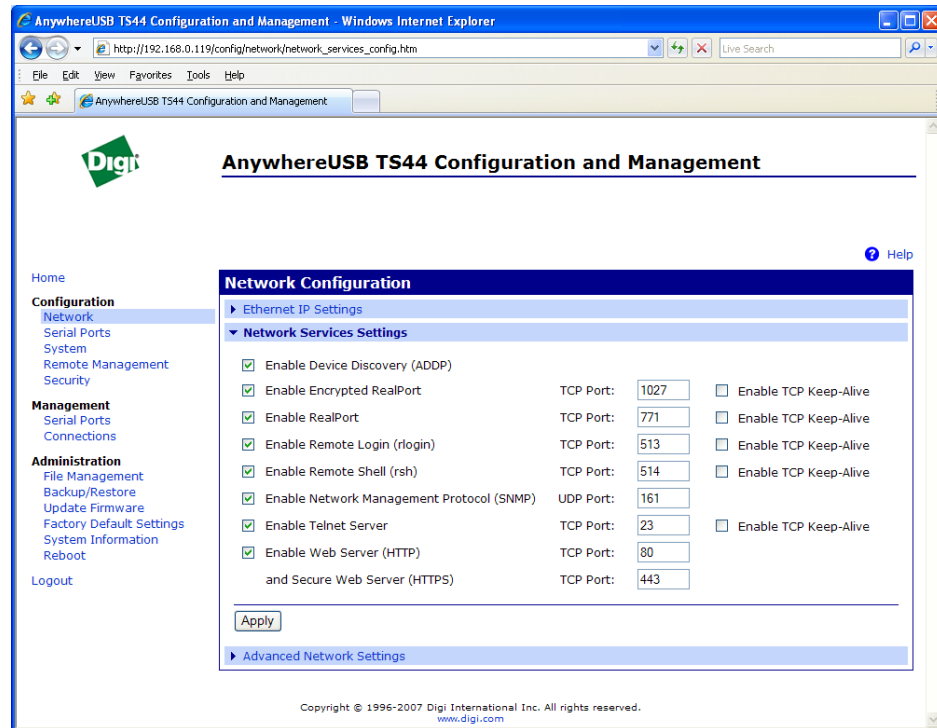 AnywhereUSB TS44 Configuration and Management - Windows Internet Explorer
http://192.168.0.119/config/network/network_services_config.htm
Live Search
File Edit View Favorites Tools Help
AnywhereUSB TS44 Configuration and Management
Digi
AnywhereUSB TS44 Configuration and Management
Help
Home
Configuration
Network
Serial Ports
System
Remote Management
Security
Management
Serial Ports
Connections
Administration
File Management
Backup/Restore
Update Firmware
Factory Default Settings
System Information
Reboot
Logout
Network Configuration
Ethernet IP Settings
Network Services Settings
Enable Device Discovery (ADDP)
Enable Encrypted RealPort TCP Port: 1027 Enable TCP Keep-Alive
Enable RealPort TCP Port: 771 Enable TCP Keep-Alive
Enable Remote Login (rlogin) TCP Port: 513 Enable TCP Keep-Alive
Enable Remote Shell (rsh) TCP Port: 514 Enable TCP Keep-Alive
Enable Network Management Protocol (SNMP) UDP Port: 161
Enable Telnet Server TCP Port: 23 Enable TCP Keep-Alive
Enable Web Server (HTTP) TCP Port: 80
and Secure Web Server (HTTPS) TCP Port: 443
Apply
Advanced Network Settings
Copyright © 1996-2007 Digi International Inc. All rights reserved.
www.digi.com